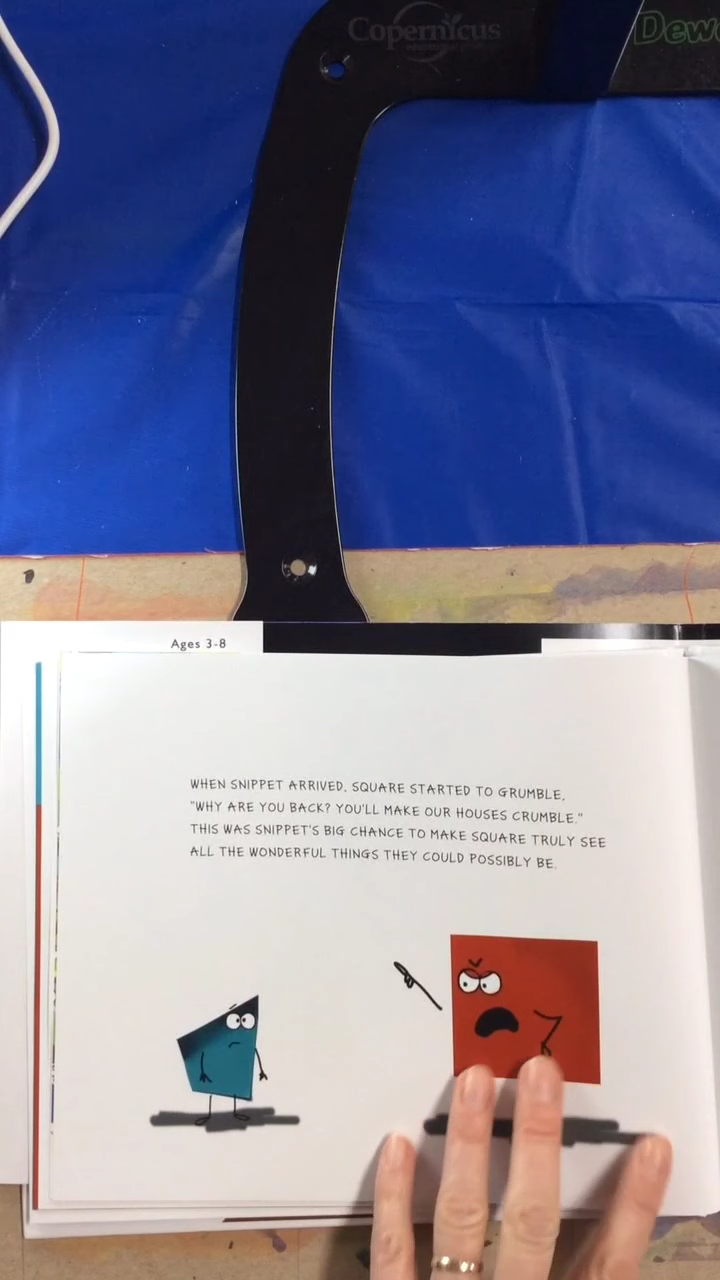 Copernicus
Dew
Ages 3-8
WHEN SNIPPET ARRIVED, SQUARE STARTED TO GRUMBLE,
"WHY ARE YOU BACK? YOU'LL MAKE OUR HOUSES CRUMBLE."
THIS WAS SNIPPET'S BIG CHANCE TO MAKE SQUARE TRULY SEE
ALL THE WONDERFUL THINGS THEY COULD POSSIBLY BE.